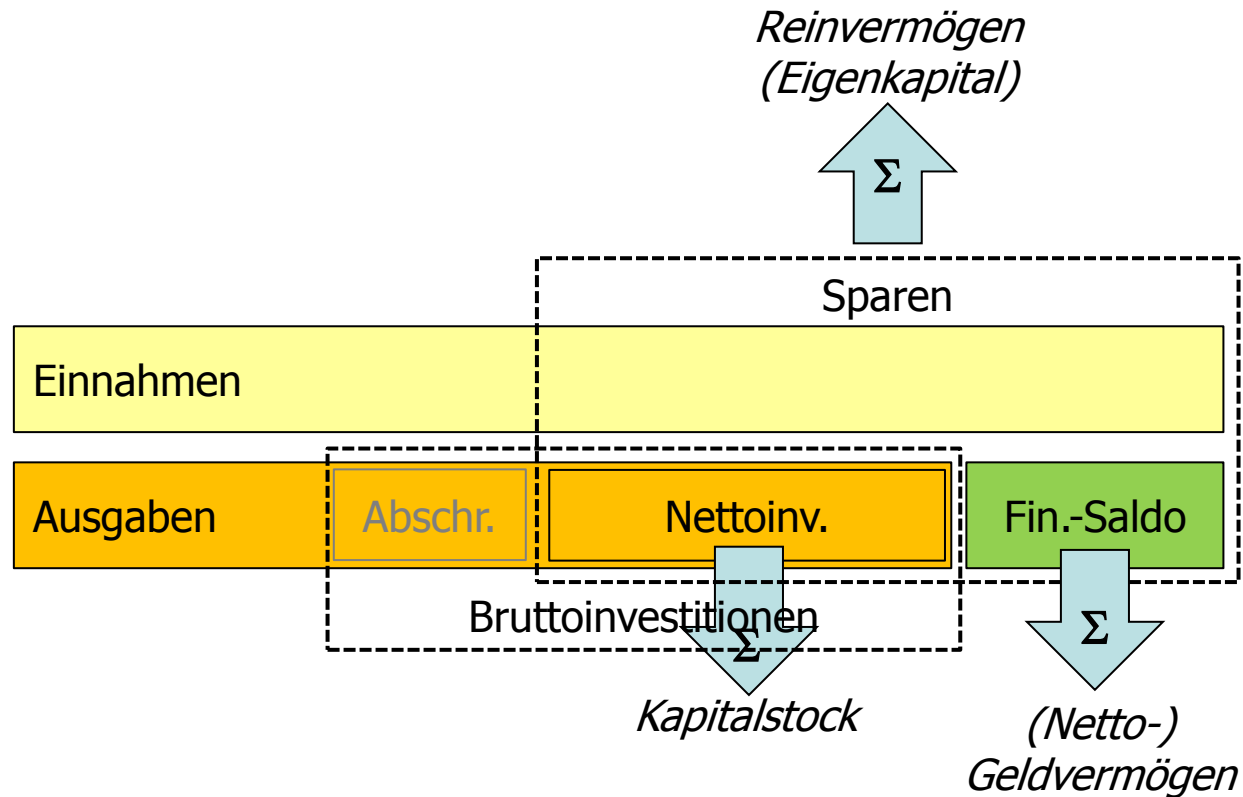 Reinvermögen
(Eigenkapital)
Σ
Sparen
Einnahmen
Ausgaben
Abschr.
Nettoinv.
Fin.-Saldo
Bruttoinvestitionen
Σ
Σ
Kapitalstock
(Netto-)
Geldvermögen